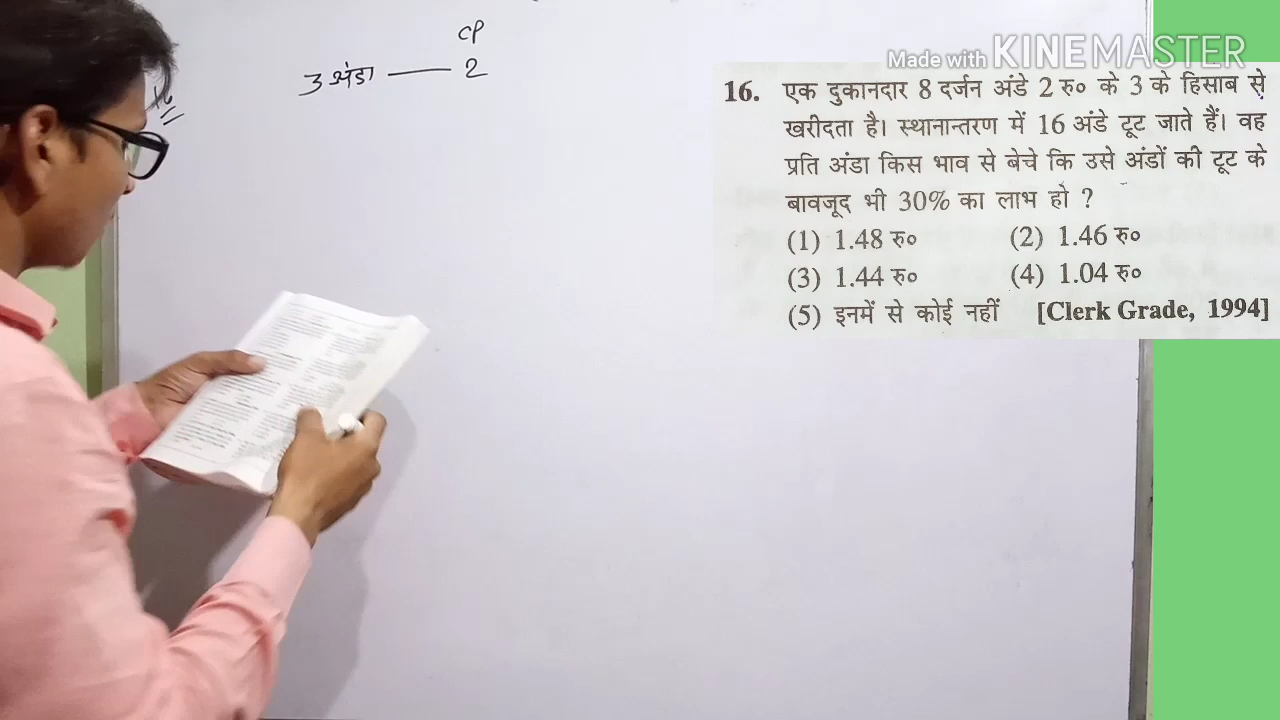 CP
3 अंडा — 2
Made with KINEMASTER
16. एक दुकानदार 8 दर्जन अंडे 2 रु० के 3 के हिसाब से
खरीदता है। स्थानान्तरण में 16 अंडे टूट जाते हैं। वह
प्रति अंडा किस भाव से बेचे कि उसे अंडों की टूट के
बावजूद भी 30% का लाभ हो ?
(1) 1.48 रु० (2) 1.46 रु०
(3) 1.44 रु० (4) 1.04 रु०
(5) इनमें से कोई नहीं [Clerk Grade, 1994]